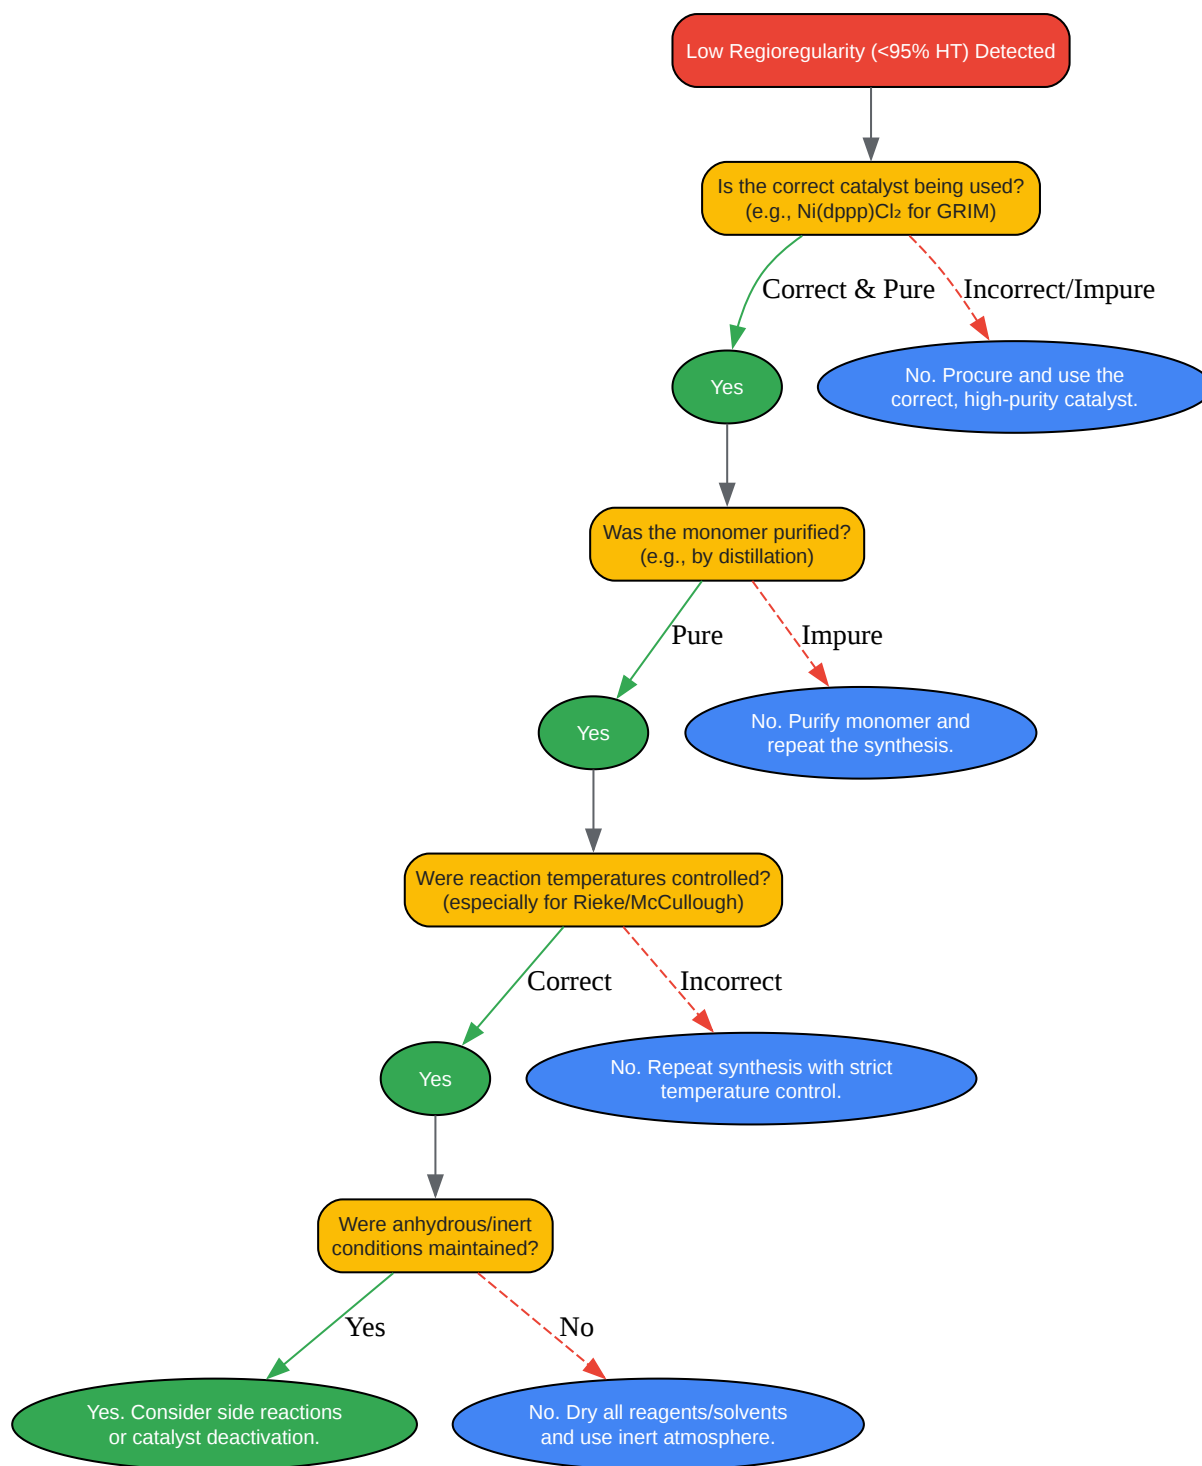 Low Regioregularity (<95% HT) Detected
Is the correct catalyst being used?
(e.g., Ni(dppp)Cl₂ for GRIM)
Correct & Pure
Incorrect/Impure
Yes
No. Procure and use the
correct, high-purity catalyst.
Was the monomer purified?
(e.g., by distillation)
Pure
Impure
Yes
No. Purify monomer and
repeat the synthesis.
Were reaction temperatures controlled?
(especially for Rieke/McCullough)
Correct
Incorrect
Yes
No. Repeat synthesis with strict
temperature control.
Were anhydrous/inert
conditions maintained?
Yes
No
Yes. Consider side reactions
or catalyst deactivation.
No. Dry all reagents/solvents
and use inert atmosphere.